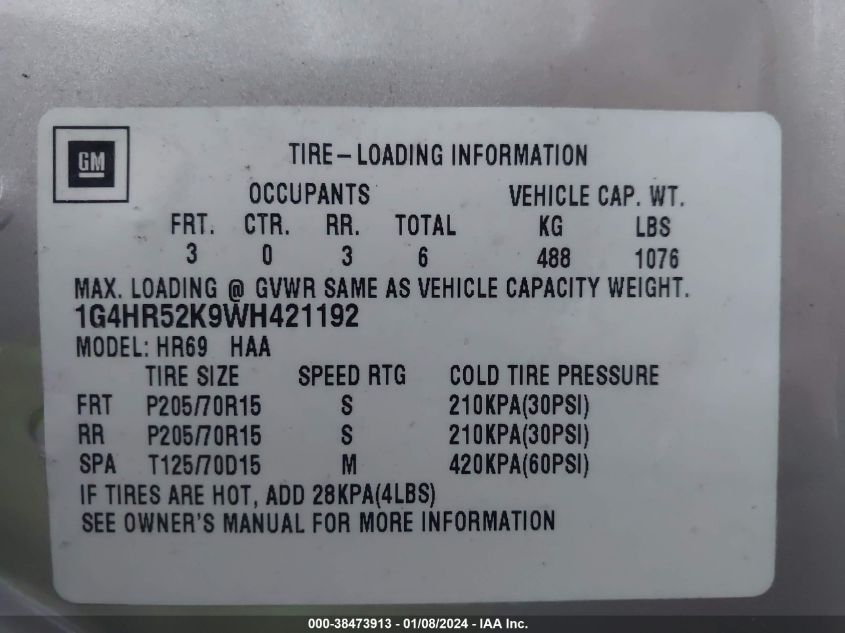 GM
TIRE-LOADING INFORMATION
OCCUPANTS VEHICLE CAP. WT.
FRT. CTR. RR. TOTAL KG LBS
3 0 3 6 488 1076
MAX. LOADING @ GVWR SAME AS VEHICLE CAPACITY WEIGHT.
1G4HR52K9WH421192
MODEL: HR69 HAA
TIRE SIZE SPEED RTG COLD TIRE PRESSURE
FRT P205/70R15 S 210KPA(30PSI)
RR P205/70R15 S 210KPA(30PSI)
SPA T125/70D15 M 420KPA(60PSI)
IF TIRES ARE HOT, ADD 28KPA(4LBS)
SEE OWNER'S MANUAL FOR MORE INFORMATION
000-38473913 - 01/08/2024 - IAA Inc.